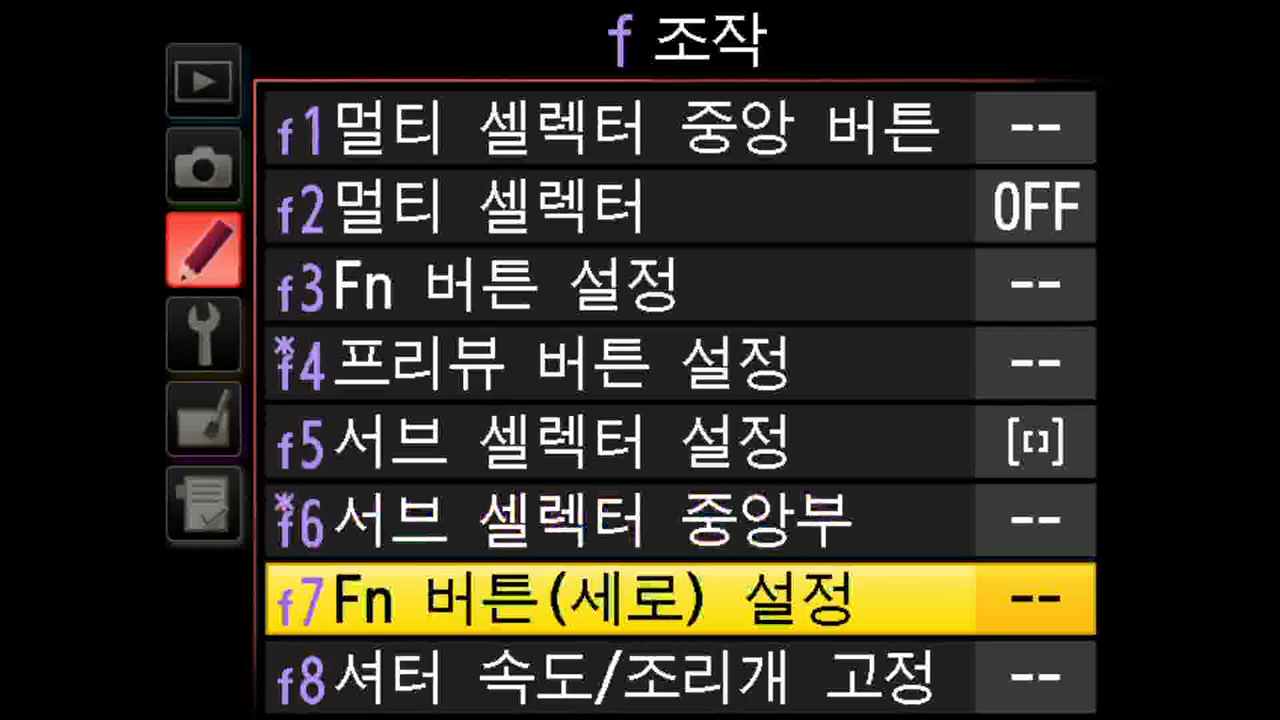 f 조작
f1 멀티 셀렉터 중앙 버튼 --
f2 멀티 셀렉터 OFF
f3 Fn 버튼 설정 --
*f4 프리뷰 버튼 설정 --
f5 서브 셀렉터 설정 [[ ]]
*f6 서브 셀렉터 중앙부 --
f7 Fn 버튼(세로) 설정 --
f8 셔터 속도/조리개 고정 --